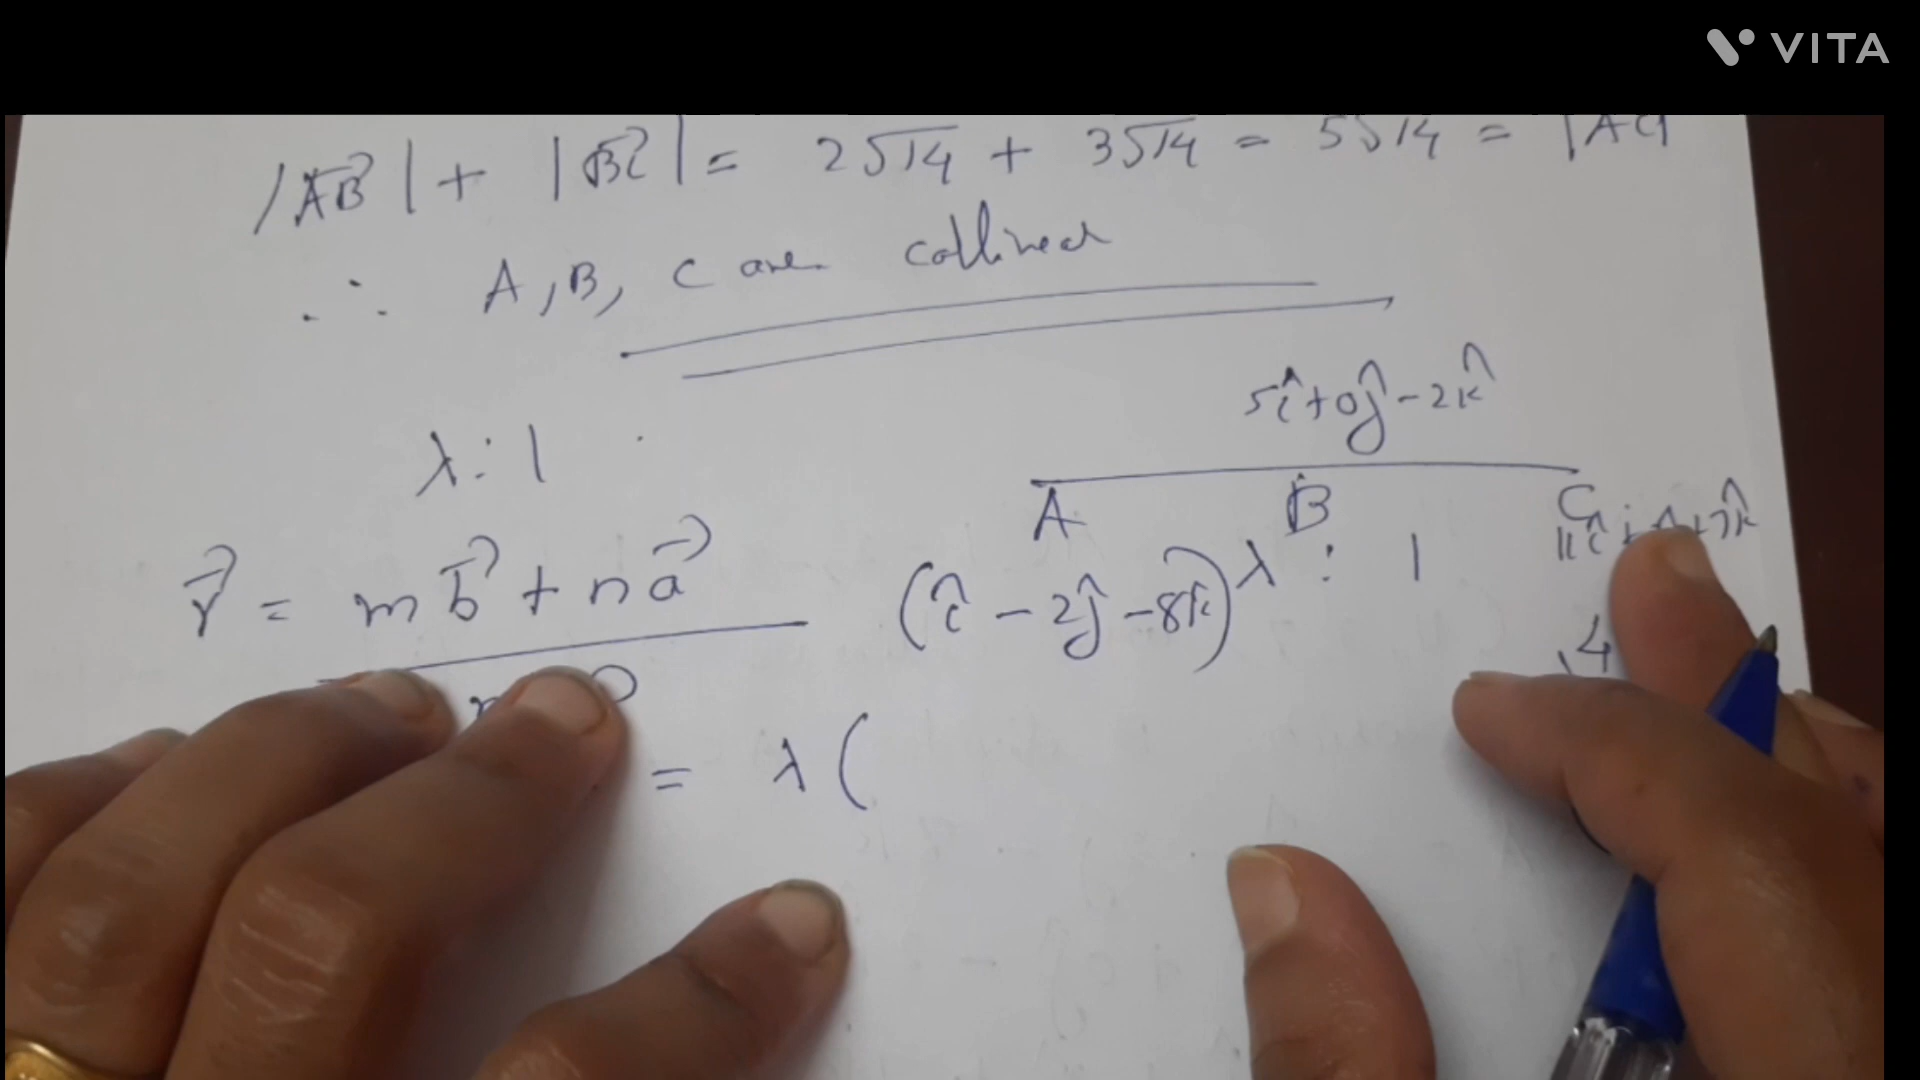 VITA
|AB⃗| + |BC⃗| = 2√14 + 3√14 = 5√14 = |AC|
∴ A, B, C are
5î+0ĵ-2k̂
λ : 1
A B C
r⃗ = mb⃗ + na⃗
(î - 2ĵ - 8k̂) λ : 1
= λ (